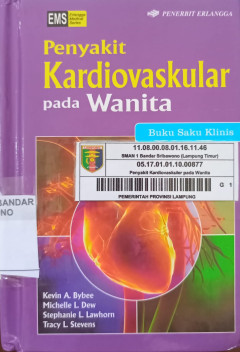 EMS
PENERBIT ERLANGGA
Penyakit
Kardiovaskular
pada Wanita
Buku Saku Klinis
11.08.00.08.01.16.11.46
SMAN 1 Bandar Sribawono (Lampung Timur)
05.17.01.01.10.00877
Penyakit Kardiovaskuler pada Wanita
G 1
PEMERINTAH PROVINSI LAMPUNG
BANDAR
NO
Kevin A. Bybee
Michelle L. Dew
Stephanie L. Lawhorn
Tracy L. Stevens